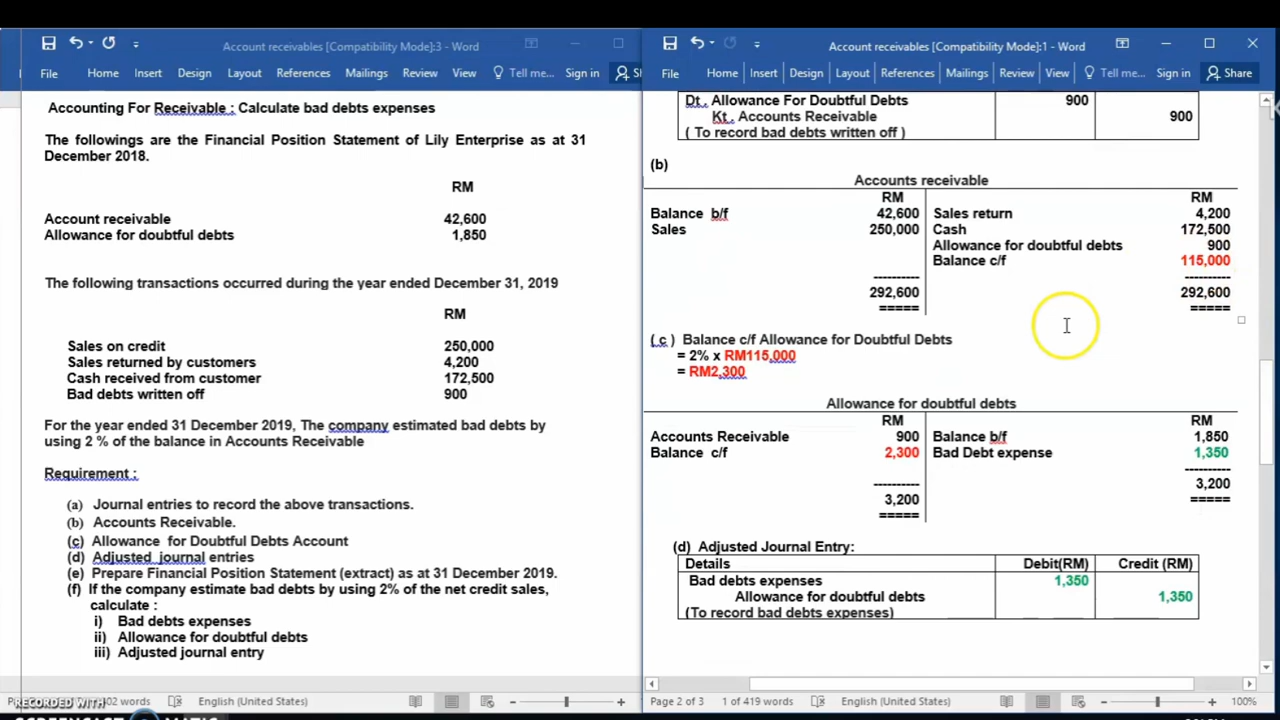 Account receivables [Compatibility Mode]:3 - Word
File Home Insert Design Layout References Mailings Review View Tell me... Sign in
Accounting For Receivable : Calculate bad debts expenses
The followings are the Financial Position Statement of Lily Enterprise as at 31
December 2018.
RM
Account receivable 42,600
Allowance for doubtful debts 1,850
The following transactions occurred during the year ended December 31, 2019
RM
Sales on credit 250,000
Sales returned by customers 4,200
Cash received from customer 172,500
Bad debts written off 900
For the year ended 31 December 2019, The company estimated bad debts by
using 2 % of the balance in Accounts Receivable
Requirement :
(a) Journal entries to record the above transactions.
(b) Accounts Receivable.
(c) Allowance for Doubtful Debts Account
(d) Adjusted journal entries
(e) Prepare Financial Position Statement (extract) as at 31 December 2019.
(f) If the company estimate bad debts by using 2% of the net credit sales,
calculate :
i) Bad debts expenses
ii) Allowance for doubtful debts
iii) Adjusted journal entry
words English (United States)
RECORDED WITH
Account receivables [Compatibility Mode]:1 - Word
File Home Insert Design Layout References Mailings Review View Tell me... Sign in Share
Dt , Allowance For Doubtful Debts 900
Kt , Accounts Receivable 900
( To record bad debts written off )
(b)
Accounts receivable
RM RM
Balance b/f 42,600 Sales return 4,200
Sales 250,000 Cash 172,500
Allowance for doubtful debts 900
Balance c/f 115,000
---------- ----------
292,600 292,600
===== =====
( c ) Balance c/f Allowance for Doubtful Debts
= 2% x RM115,000
= RM2,300
Allowance for doubtful debts
RM RM
Accounts Receivable 900 Balance b/f 1,850
Balance c/f 2,300 Bad Debt expense 1,350
---------- ----------
3,200 3,200
===== =====
(d) Adjusted Journal Entry:
Details Debit(RM) Credit (RM)
Bad debts expenses 1,350
Allowance for doubtful debts 1,350
(To record bad debts expenses)
Page 2 of 3 1 of 419 words English (United States) 100%